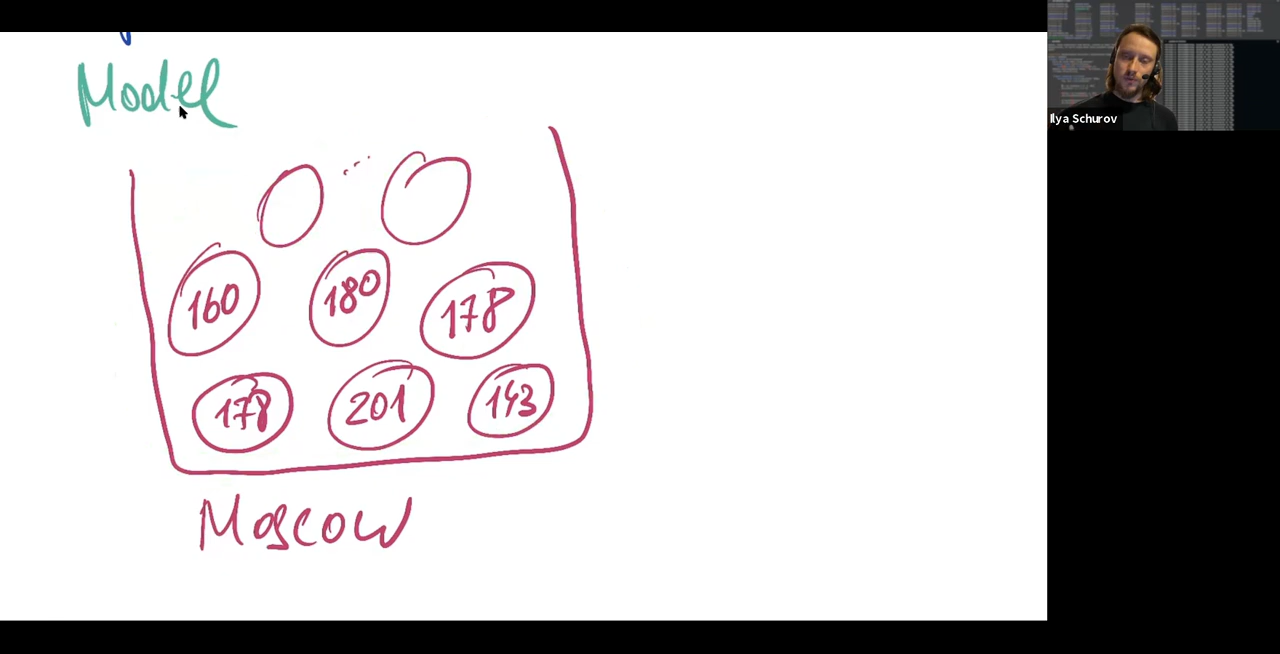 Model
160 180 178
178 201 143
Moscow
Ilya Schurov